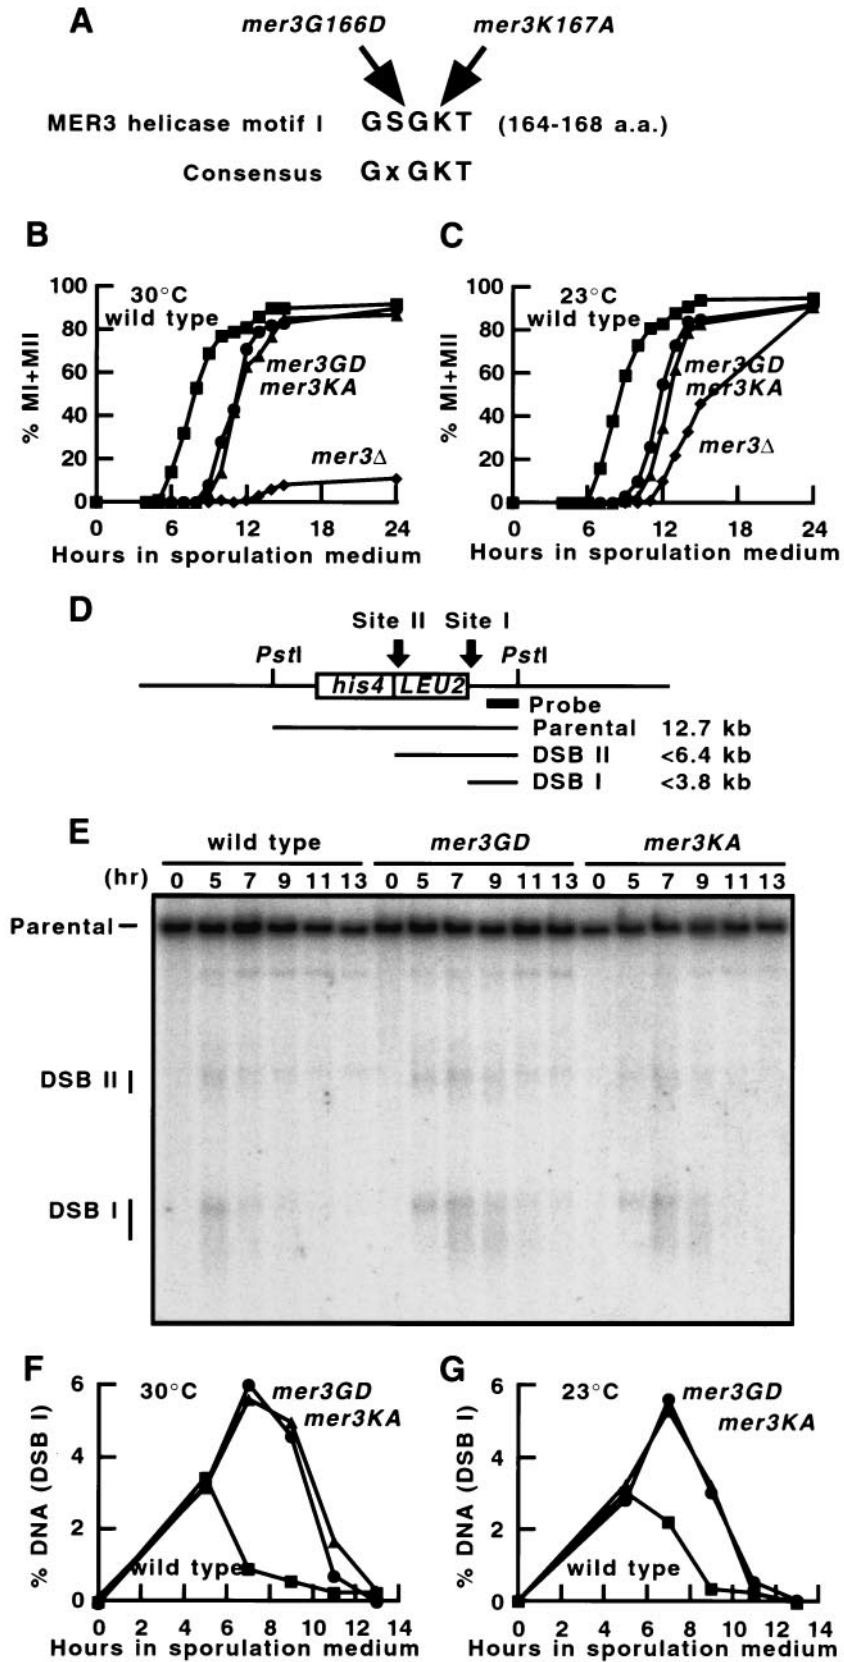 A
mer3G166D mer3K167A
MER3 helicase motif I GSGKT (164-168 a.a.)
Consensus GxGKT
B
100
80
60
40
20
0
% MI+MII
30°C
wild type
mer3GD
mer3KA
mer3Δ
0 6 12 18 24
Hours in sporulation medium
C
100
80
60
40
20
0
% MI+MII
23°C
wild type
mer3GD
mer3KA
mer3Δ
0 6 12 18 24
Hours in sporulation medium
D
Site II Site I
PstI PstI
his4 LEU2
Probe
Parental 12.7 kb
DSB II <6.4 kb
DSB I <3.8 kb
E
wild type mer3GD mer3KA
(hr) 0 5 7 9 11 13 0 5 7 9 11 13 0 5 7 9 11 13
Parental
DSB II
DSB I
F
6
4
2
0
% DNA (DSB I)
30°C
mer3GD
mer3KA
wild type
0 2 4 6 8 10 12 14
Hours in sporulation medium
G
6
4
2
0
% DNA (DSB I)
23°C
mer3GD
mer3KA
wild type
0 2 4 6 8 10 12 14
Hours in sporulation medium